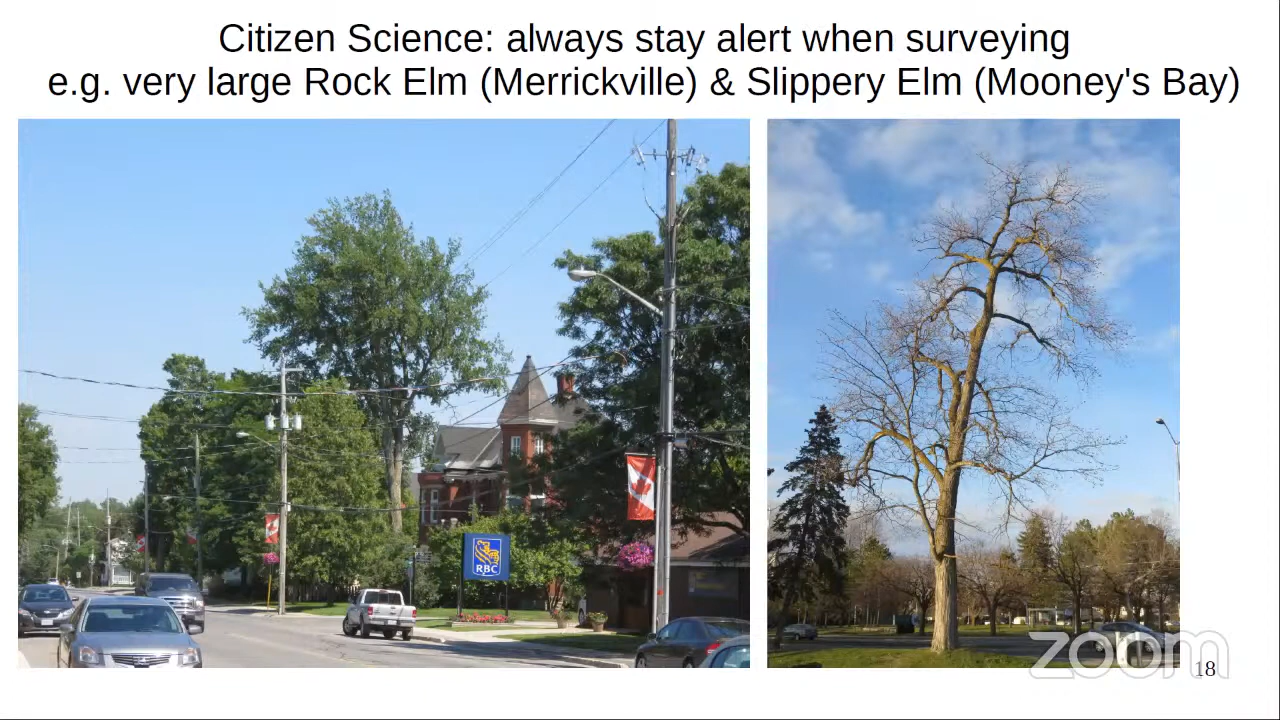 Citizen Science: always stay alert when surveying
e.g. very large Rock Elm (Merrickville) & Slippery Elm (Mooney's Bay)
RBC
zoom
18